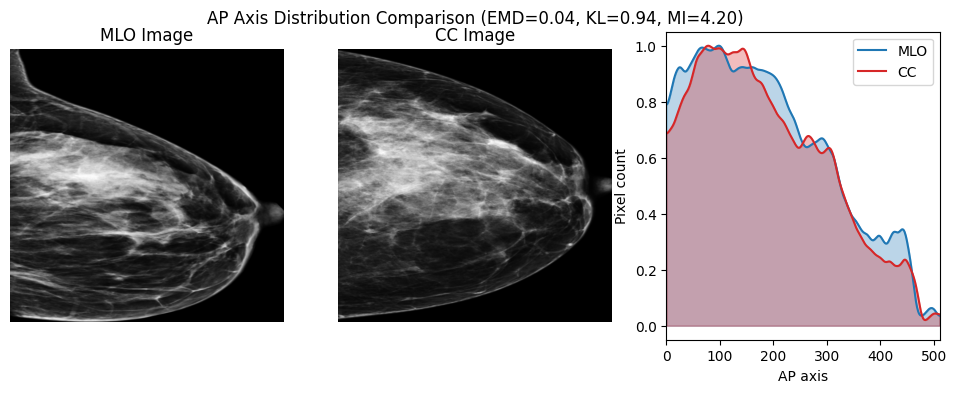 AP Axis Distribution Comparison (EMD=0.04, KL=0.94, MI=4.20)
MLO Image
CC Image
MLO
CC
1.0
0.8
0.6
0.4
0.2
0.0
Pixel count
0 100 200 300 400 500
AP axis